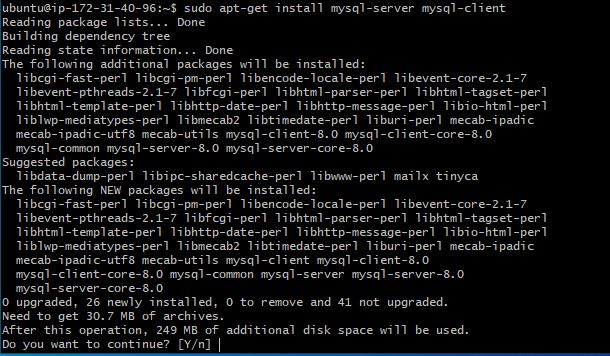 ubuntu@ip-172-31-40-96:~$ sudo apt-get install mysql-server mysql-client
Reading package lists... Done
Building dependency tree
Reading state information... Done
The following additional packages will be installed:
libcgi-fast-perl libcgi-pm-perl libencode-locale-perl libevent-core-2.1-7
libevent-pthreads-2.1-7 libfcgi-perl libhtml-parser-perl libhtml-tagset-perl
libhtml-template-perl libhttp-date-perl libhttp-message-perl libio-html-perl
liblwp-mediatypes-perl libmecab2 libtimedate-perl liburi-perl mecab-ipadic
mecab-ipadic-utf8 mecab-utils mysql-client-8.0 mysql-client-core-8.0
mysql-common mysql-server-8.0 mysql-server-core-8.0
Suggested packages:
libdata-dump-perl libipc-sharedcache-perl libwww-perl mailx tinyca
The following NEW packages will be installed:
libcgi-fast-perl libcgi-pm-perl libencode-locale-perl libevent-core-2.1-7
libevent-pthreads-2.1-7 libfcgi-perl libhtml-parser-perl libhtml-tagset-perl
libhtml-template-perl libhttp-date-perl libhttp-message-perl libio-html-perl
liblwp-mediatypes-perl libmecab2 libtimedate-perl liburi-perl mecab-ipadic
mecab-ipadic-utf8 mecab-utils mysql-client mysql-client-8.0
mysql-client-core-8.0 mysql-common mysql-server mysql-server-8.0
mysql-server-core-8.0
0 upgraded, 26 newly installed, 0 to remove and 41 not upgraded.
Need to get 30.7 MB of archives.
After this operation, 249 MB of additional disk space will be used.
Do you want to continue? [Y/n]